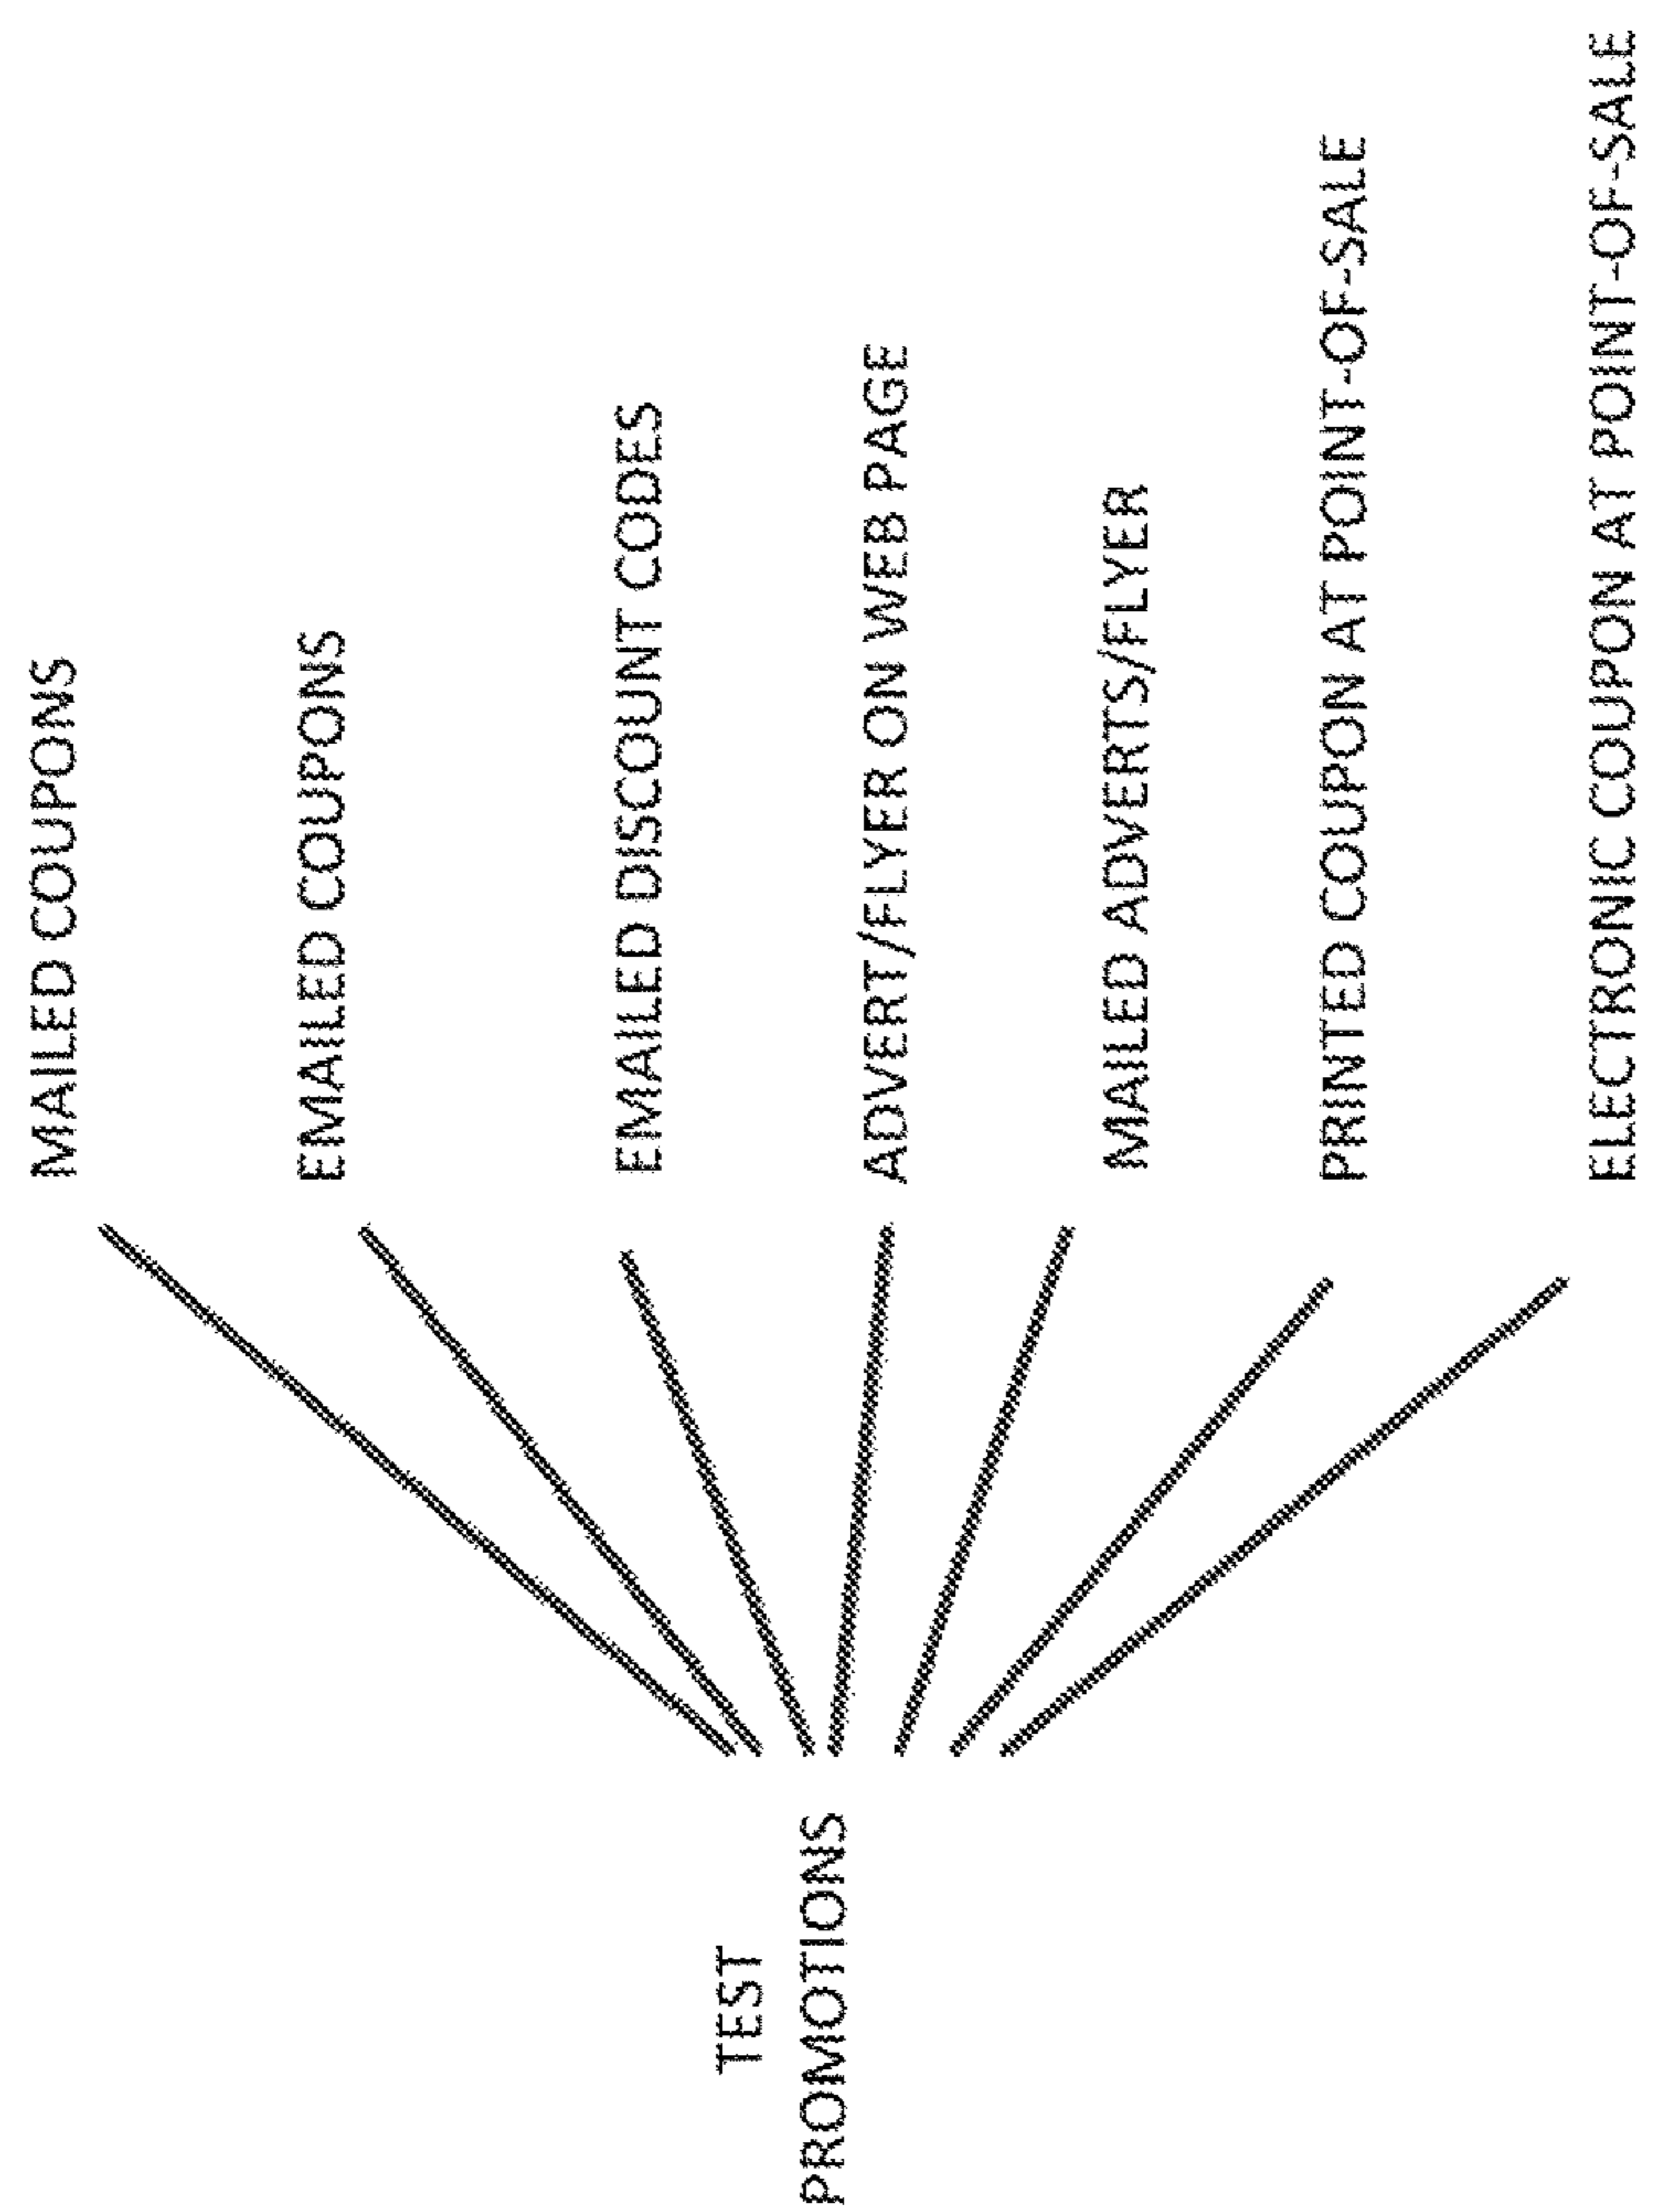 TEST
PROMOTIONS
MAILED COUPONS
EMAILED COUPONS
EMAILED DISCOUNT CODES
ADVERT/FLYER ON WEB PAGE
MAILED ADVERTS/FLYER
PRINTED COUPON AT POINT-OF-SALE
ELECTRONIC COUPON AT POINT-OF-SALE